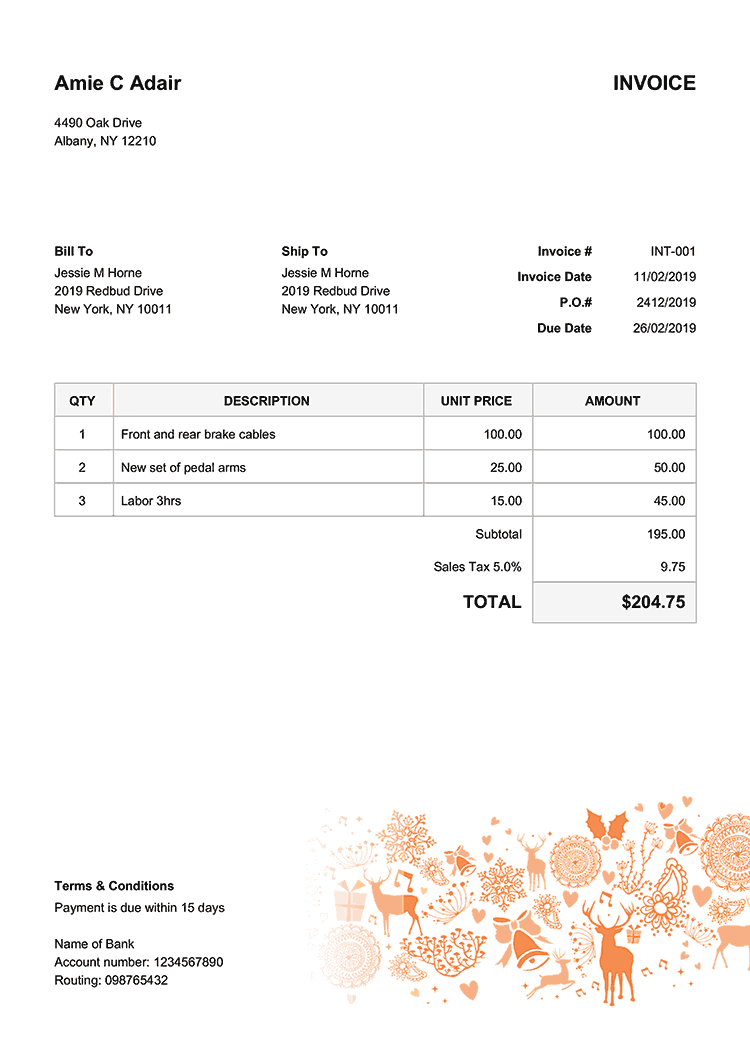 Amie C Adair
INVOICE
4490 Oak Drive
Albany, NY 12210
Bill To
Jessie M Horne
2019 Redbud Drive
New York, NY 10011
Ship To
Jessie M Horne
2019 Redbud Drive
New York, NY 10011
Invoice # INT-001
Invoice Date 11/02/2019
P.O.# 2412/2019
Due Date 26/02/2019
QTY DESCRIPTION UNIT PRICE AMOUNT
1 Front and rear brake cables 100.00 100.00
2 New set of pedal arms 25.00 50.00
3 Labor 3hrs 15.00 45.00
Subtotal 195.00
Sales Tax 5.0% 9.75
TOTAL $204.75
Terms & Conditions
Payment is due within 15 days
Name of Bank
Account number: 1234567890
Routing: 098765432